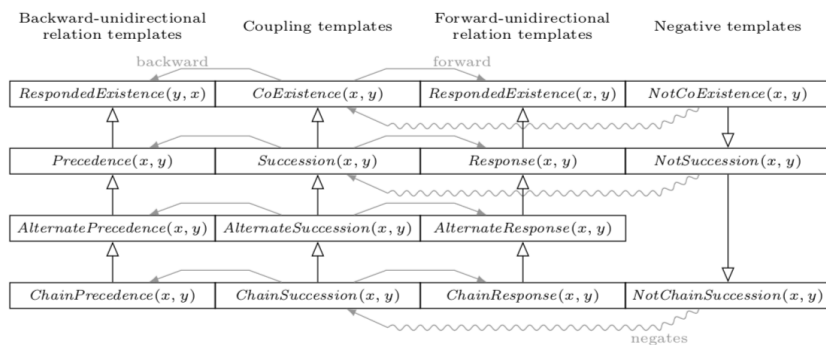 Backward-unidirectional
relation templates
Coupling templates
Forward-unidirectional
relation templates
Negative templates
backward
forward
RespondedExistence(y, x)
CoExistence(x, y)
RespondedExistence(x, y)
NotCoExistence(x, y)
Precedence(x, y)
Succession(x, y)
Response(x, y)
NotSuccession(x, y)
AlternatePrecedence(x, y)
AlternateSuccession(x, y)
AlternateResponse(x, y)
ChainPrecedence(x, y)
ChainSuccession(x, y)
ChainResponse(x, y)
NotChainSuccession(x, y)
negates